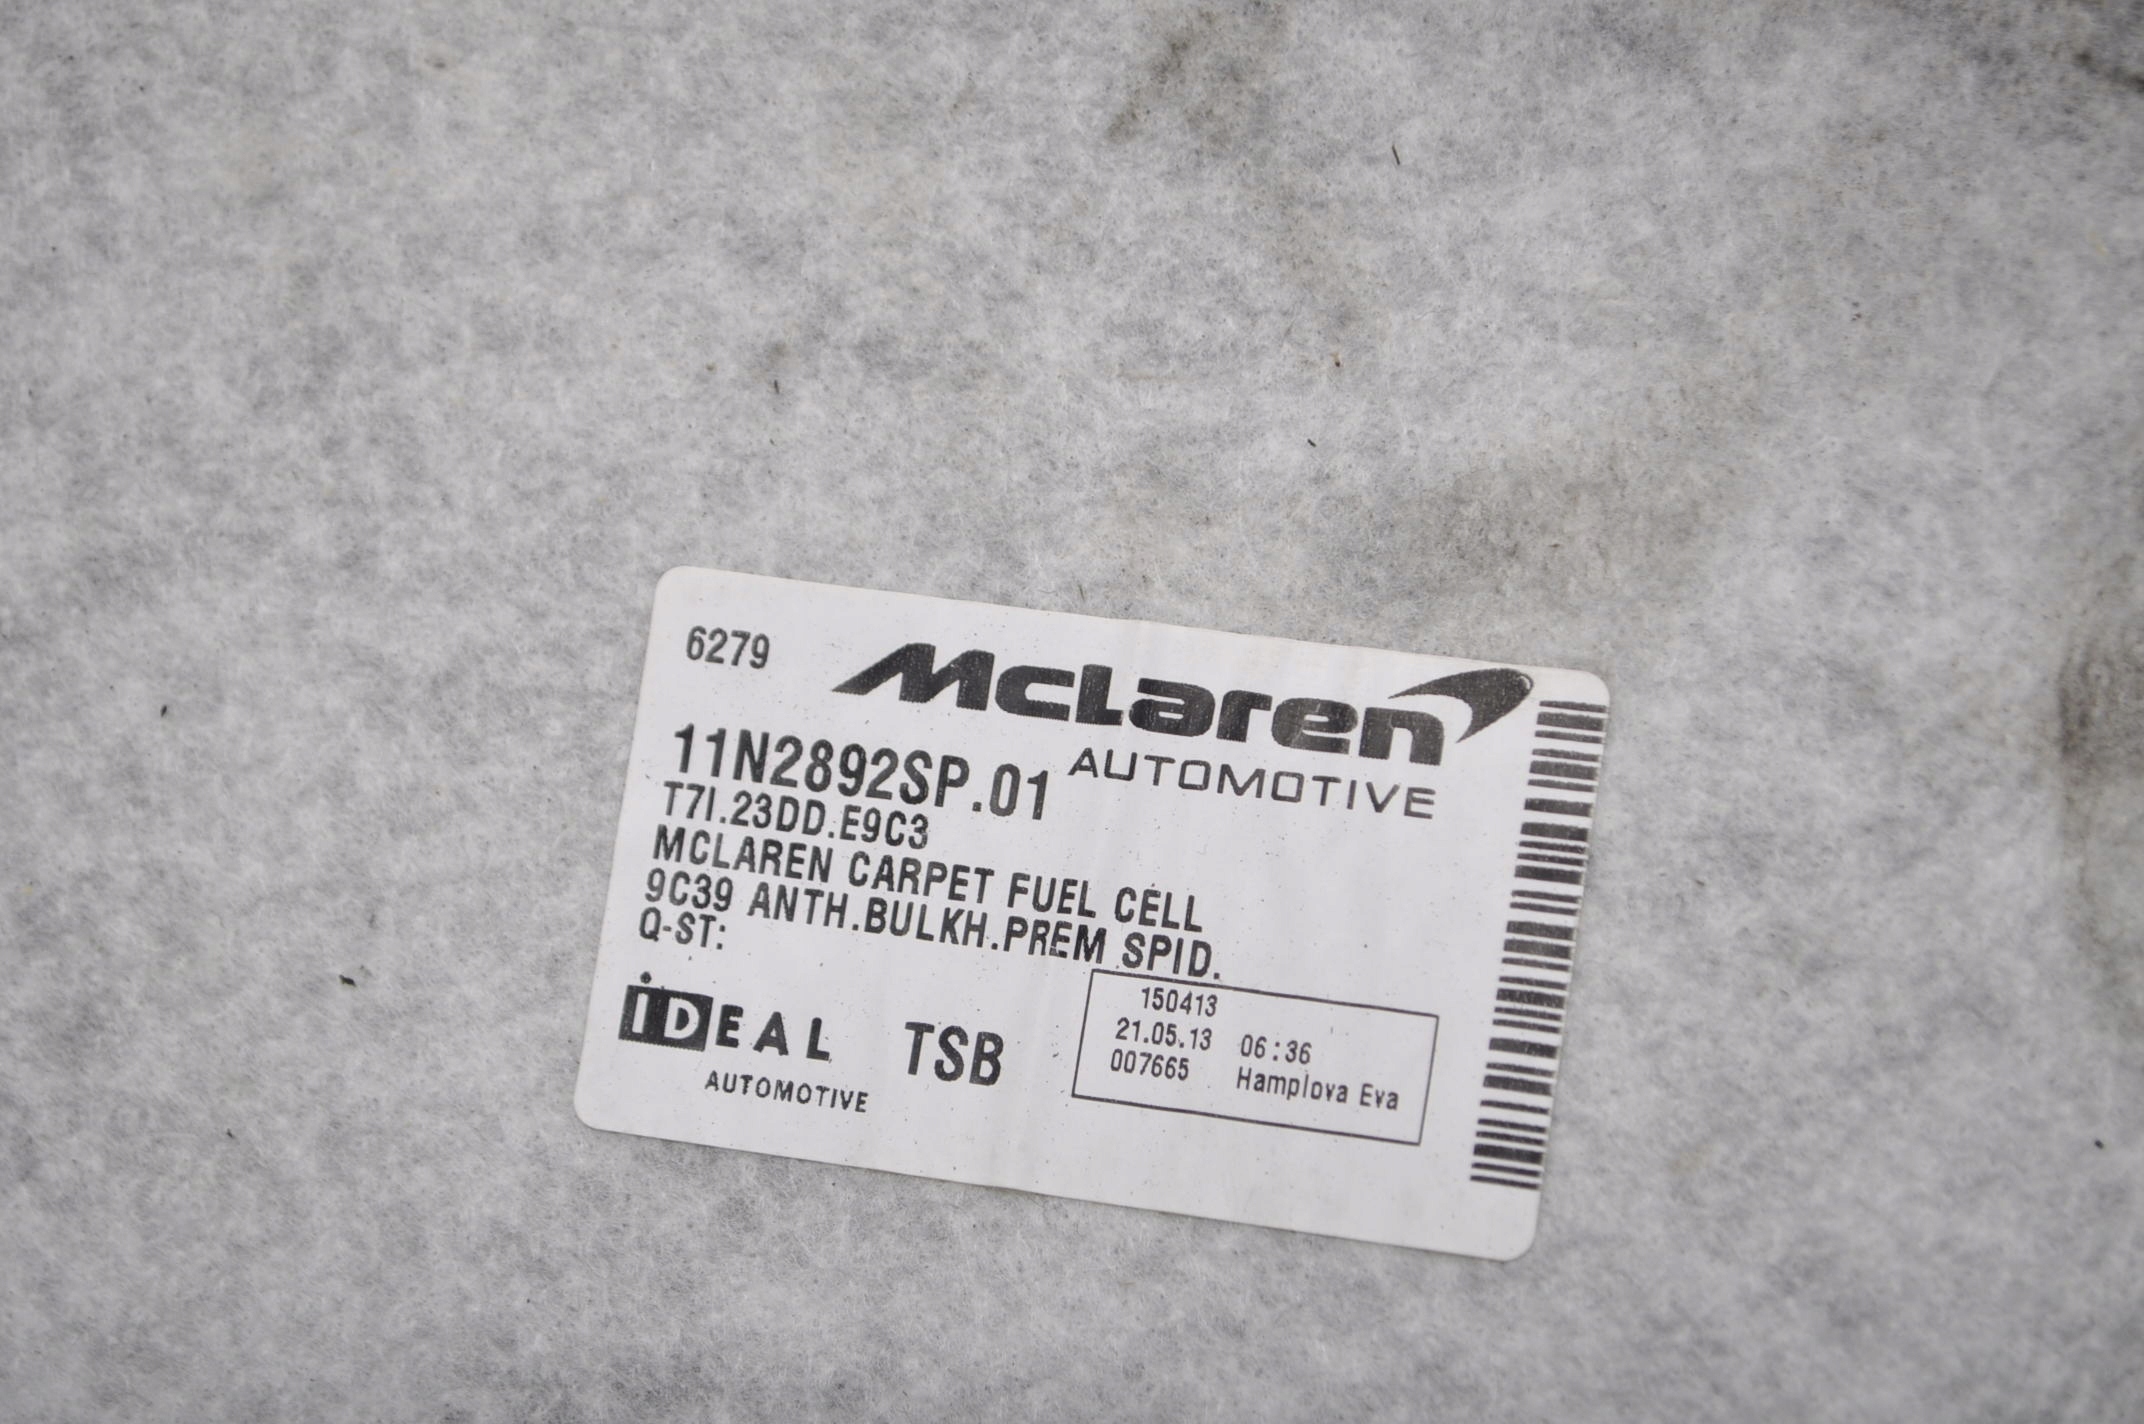 6279
McLaren
AUTOMOTIVE
11N2892SP.01
T7I.23DD.E9C3
MCLAREN CARPET FUEL CELL
9C39 ANTH.BULKH.PREM SPID.
Q-ST:
iDEAL
AUTOMOTIVE
TSB
150413
21.05.13 06:36
007665 Hamplova Eva